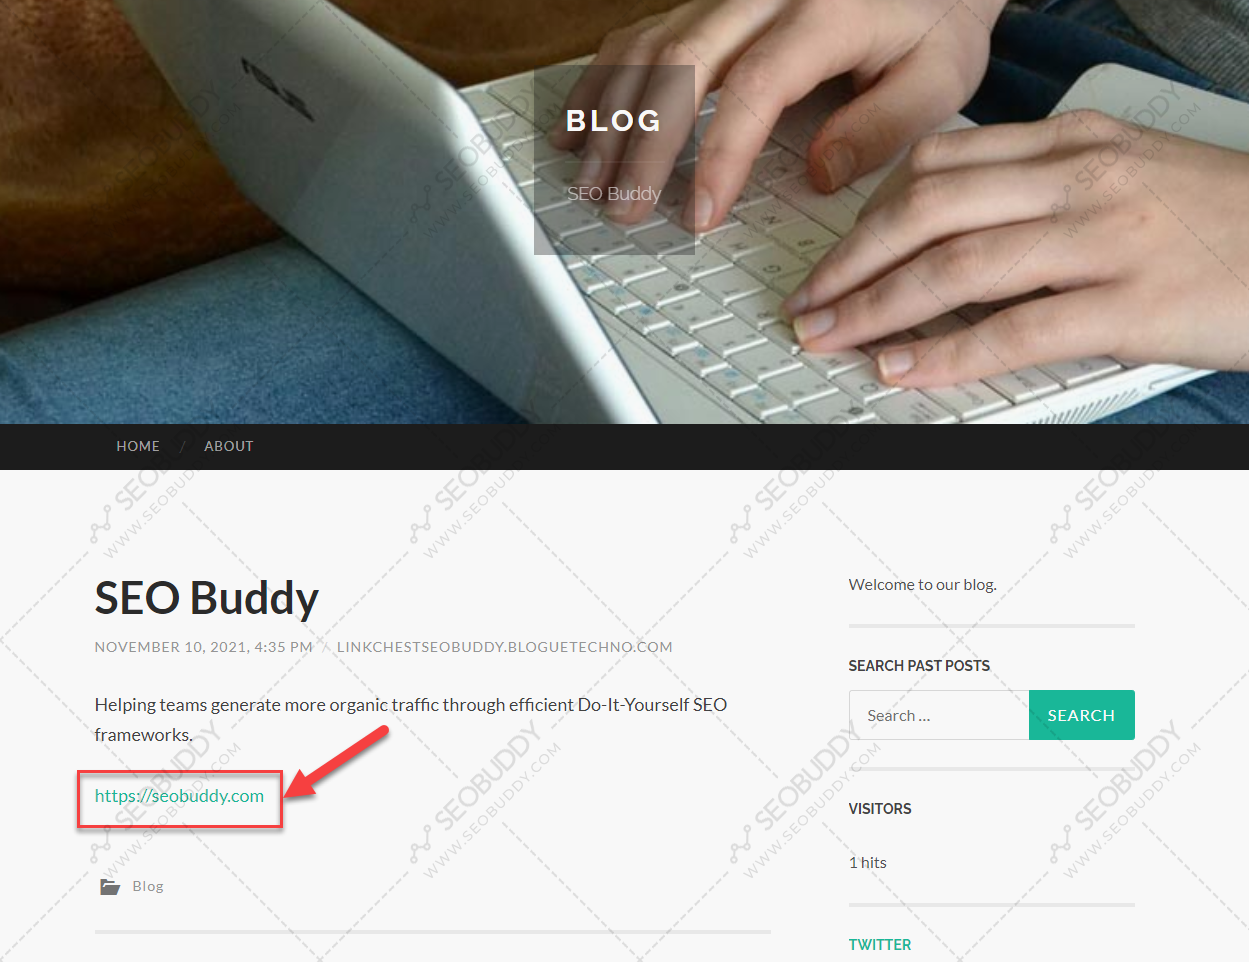 BLOG
SEO Buddy
HOME / ABOUT
SEO Buddy
NOVEMBER 10, 2021, 4:35 PM / LINKCHESTSEOBUDDY.BLOGUETECHNO.COM
Helping teams generate more organic traffic through efficient Do-It-Yourself SEO
frameworks.
https://seobuddy.com
Blog
Welcome to our blog.
SEARCH PAST POSTS
Search ...
SEARCH
VISITORS
1 hits
TWITTER
SEOBUDDY
WWW.SEOBUDDY.COM